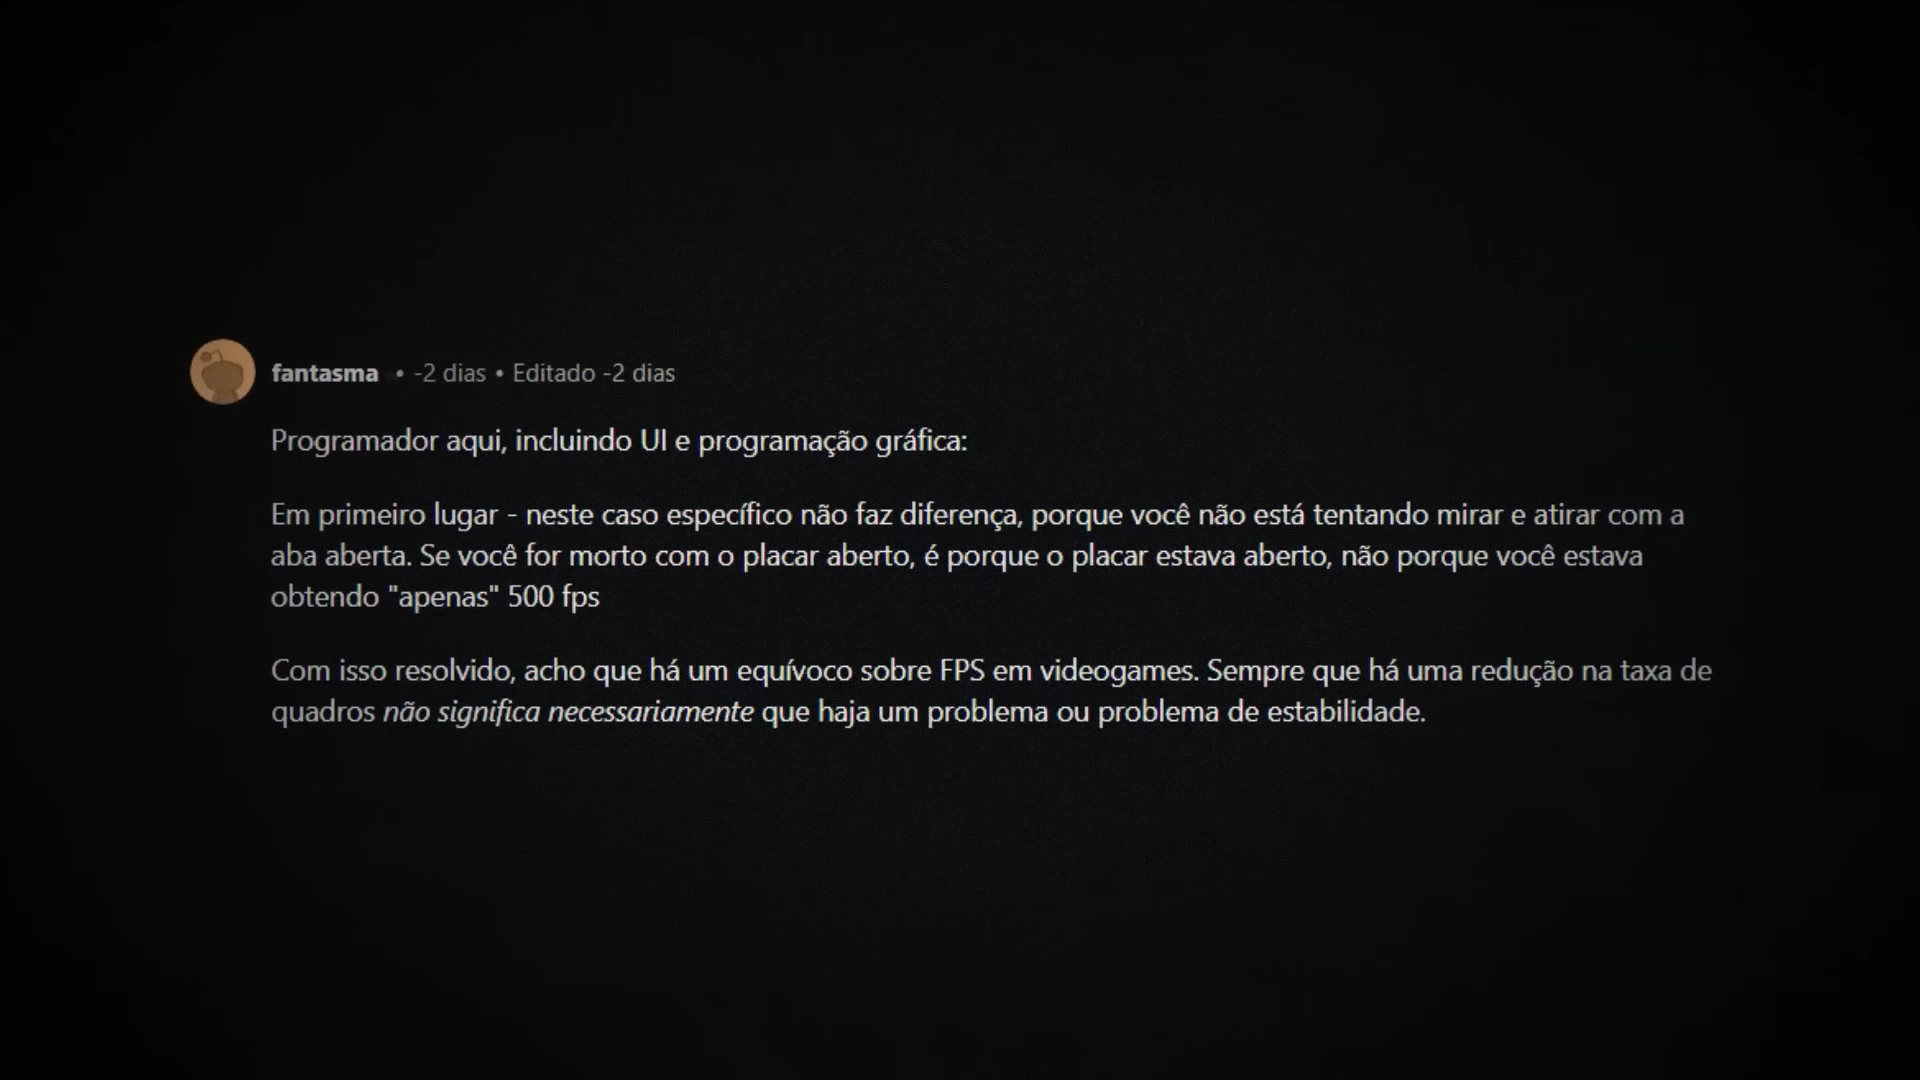 fantasma • -2 dias • Editado -2 dias
Programador aqui, incluindo UI e programação gráfica:
Em primeiro lugar - neste caso específico não faz diferença, porque você não está tentando mirar e atirar com a
aba aberta. Se você for morto com o placar aberto, é porque o placar estava aberto, não porque você estava
obtendo "apenas" 500 fps
Com isso resolvido, acho que há um equívoco sobre FPS em videogames. Sempre que há uma redução na taxa de
quadros não significa necessariamente que haja um problema ou problema de estabilidade.